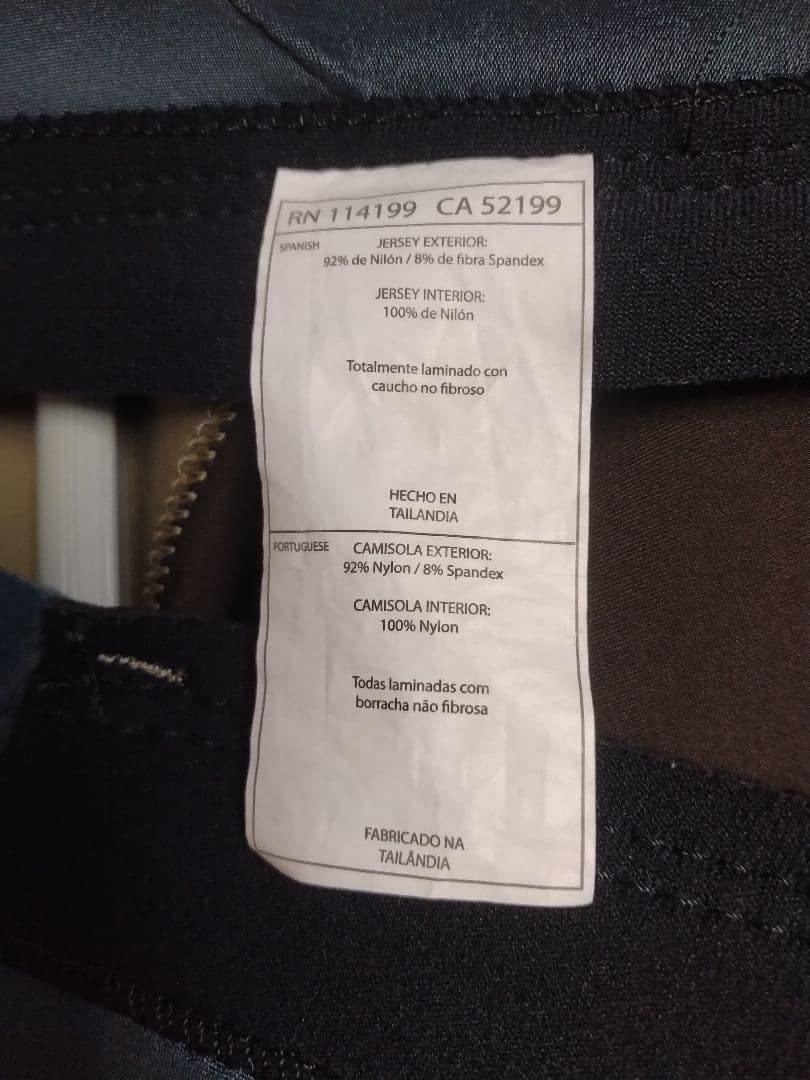 RN 114199 CA 52199
SPANISH
JERSEY EXTERIOR:
92% de Nilón / 8% de fibra Spandex
JERSEY INTERIOR:
100% de Nilón
Totalmente laminado con
caucho no fibroso
HECHO EN
TAILANDIA
PORTUGUESE
CAMISOLA EXTERIOR:
92% Nylon / 8% Spandex
CAMISOLA INTERIOR:
100% Nylon
Todas laminadas com
borracha não fibrosa
FABRICADO NA
TAILÂNDIA